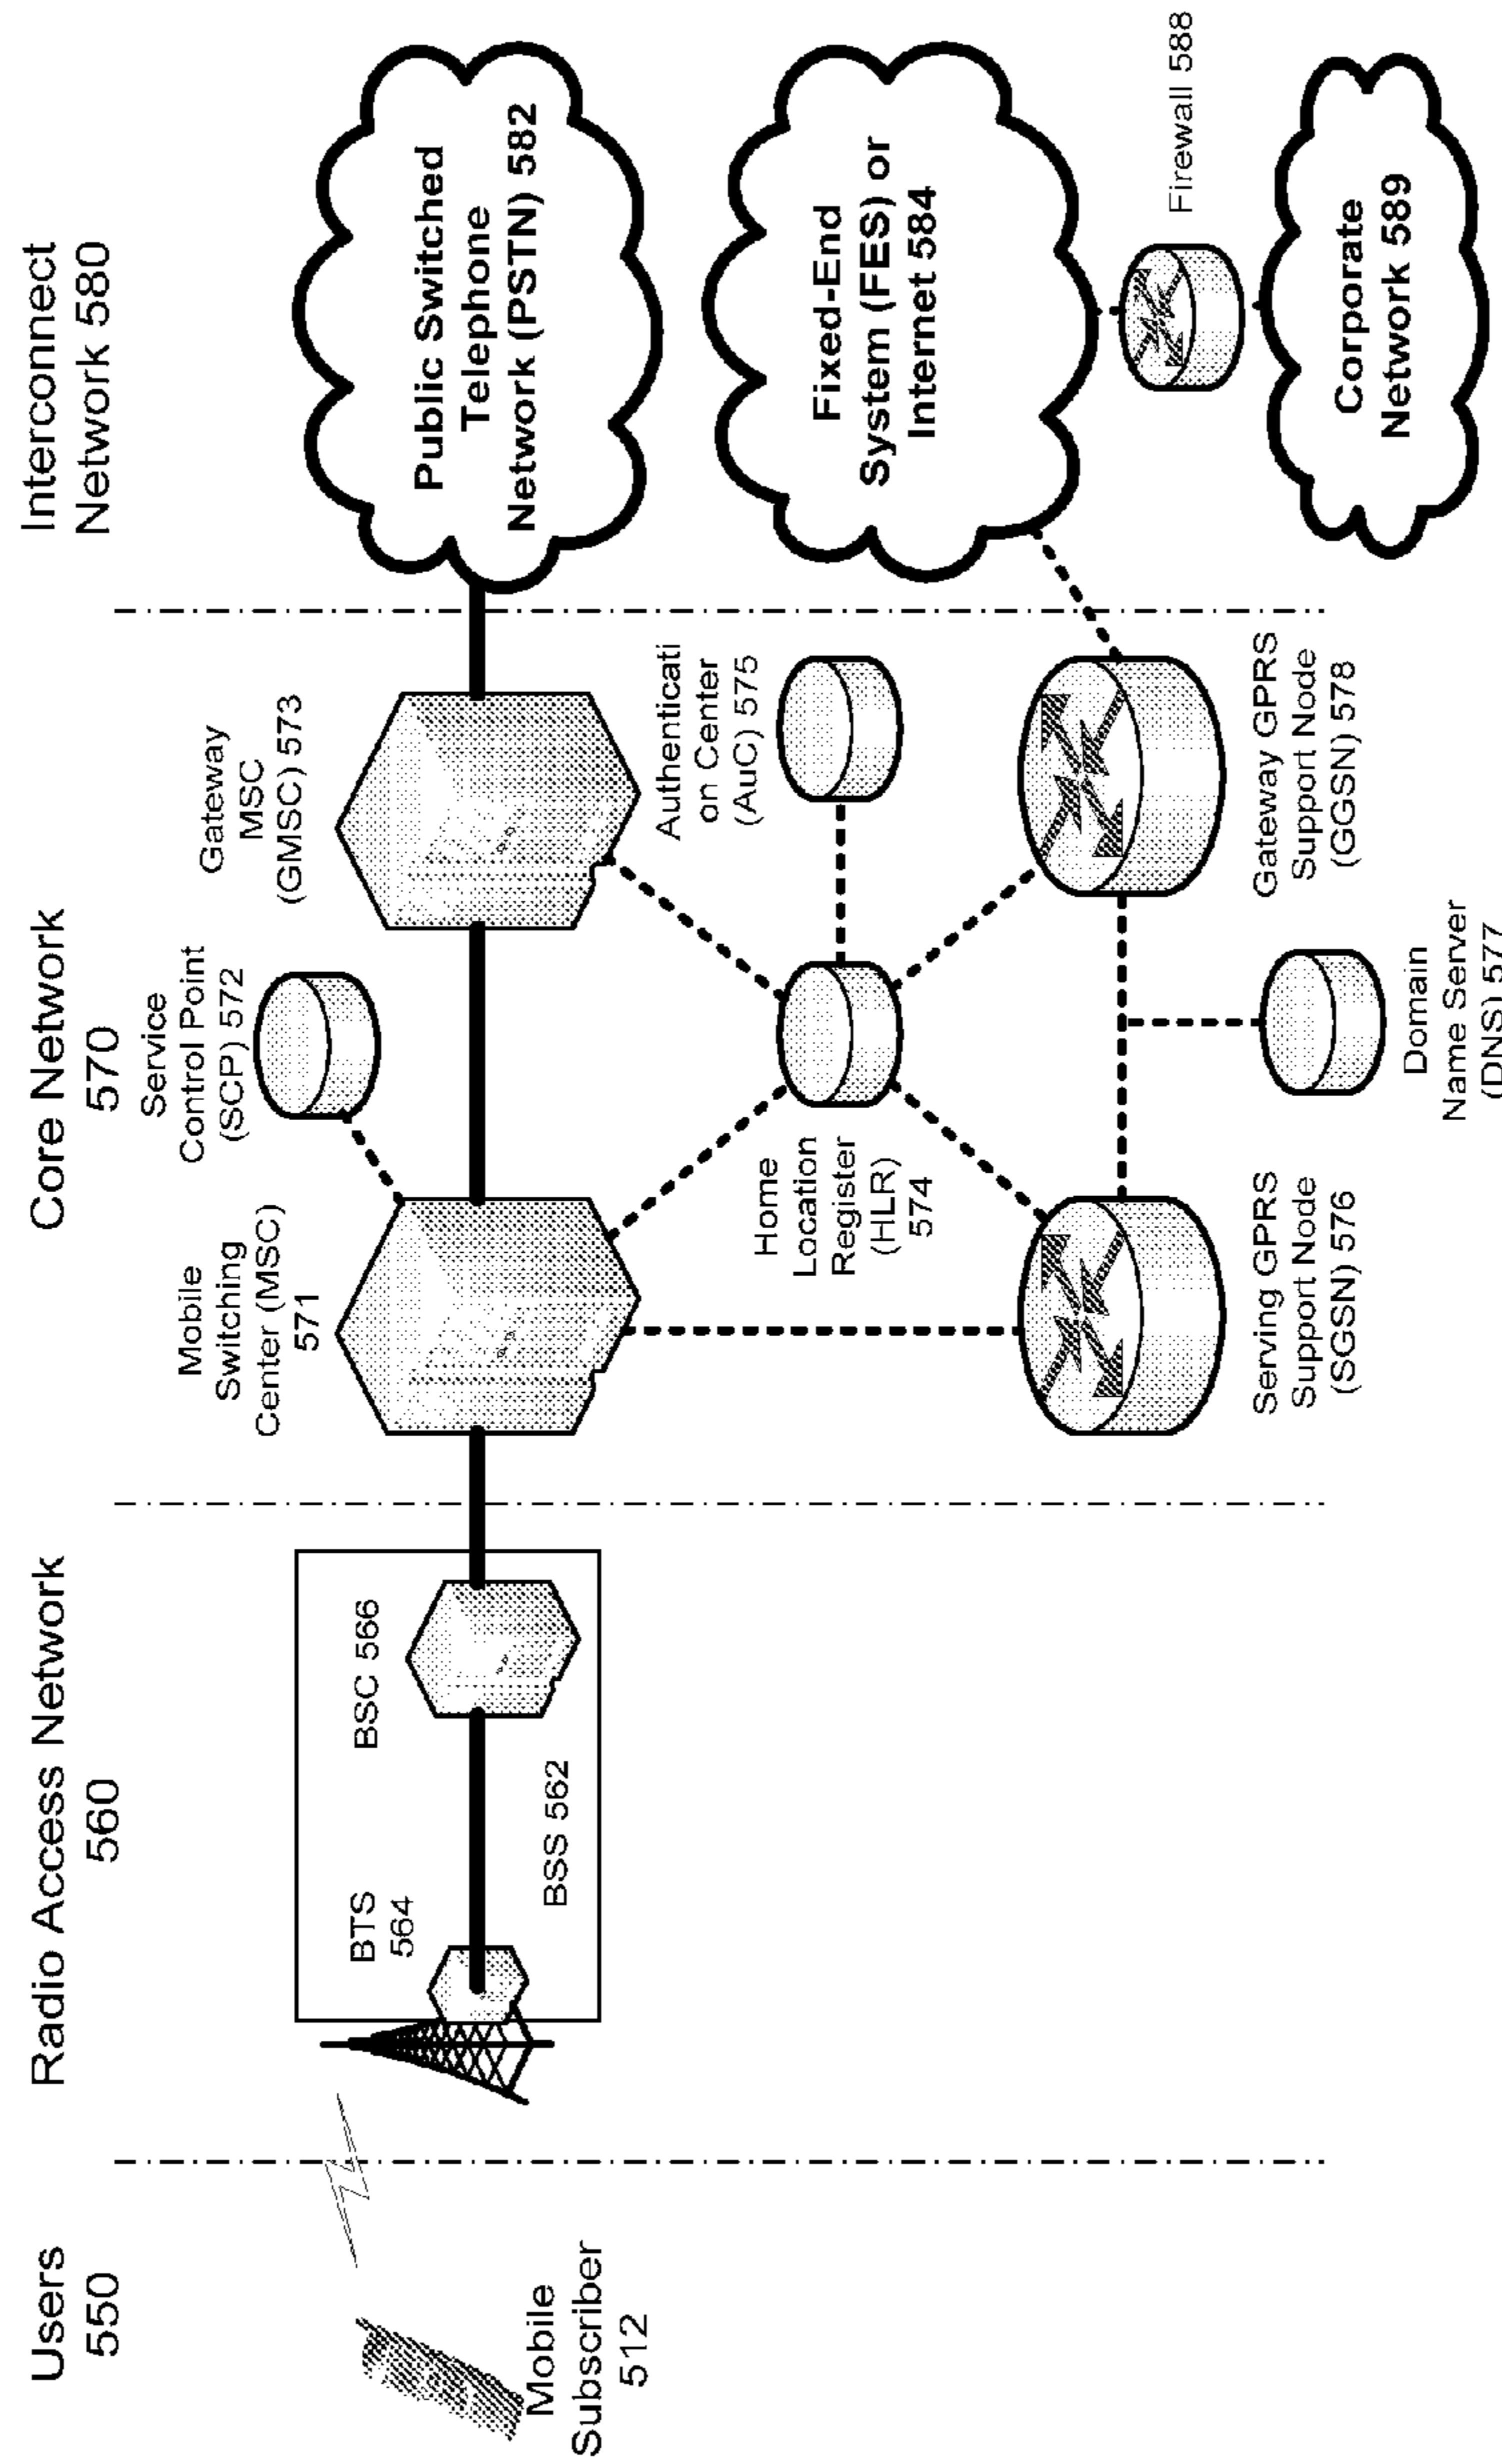 Users
550
Radio Access Network
560
Core Network
570
Interconnect
Network 580
Mobile
Subscriber
512
BTS
564
BSC 566
BSS 562
Mobile
Switching
Center (MSC)
571
Service
Control Point
(SCP) 572
Gateway
MSC
(GMSC) 573
Home
Location
Register
(HLR)
574
Authenticati
on Center
(AuC) 575
Serving GPRS
Support Node
(SGSN) 576
Domain
Name Server
(DNS) 577
Gateway GPRS
Support Node
(GGSN) 578
Public Switched
Telephone
Network (PSTN) 582
Fixed-End
System (FES) or
Internet 584
Firewall 588
Corporate
Network 589